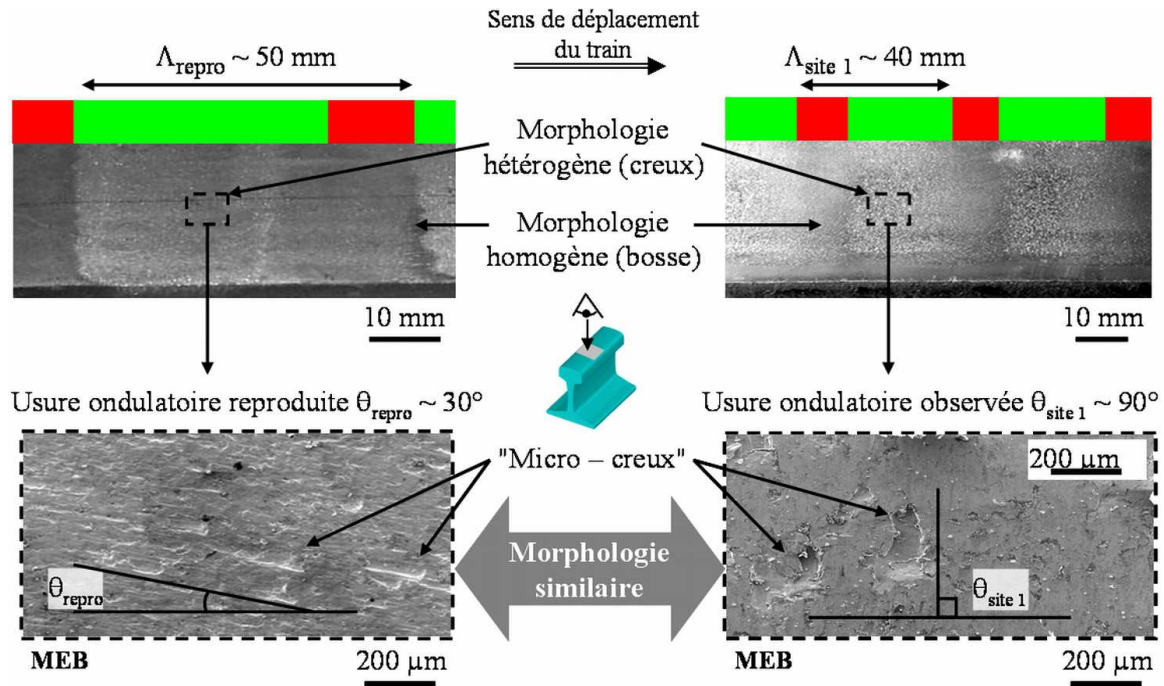 Sens de déplacement
du train
Λrepro ~ 50 mm
Λsite 1 ~ 40 mm
Morphologie
hétérogène (creux)
Morphologie
homogène (bosse)
10 mm
10 mm
Usure ondulatoire reproduite θrepro ~ 30°
Usure ondulatoire observée θsite 1 ~ 90°
"Micro – creux"
200 µm
Morphologie
similaire
θrepro
θsite 1
MEB
200 µm
MEB
200 µm